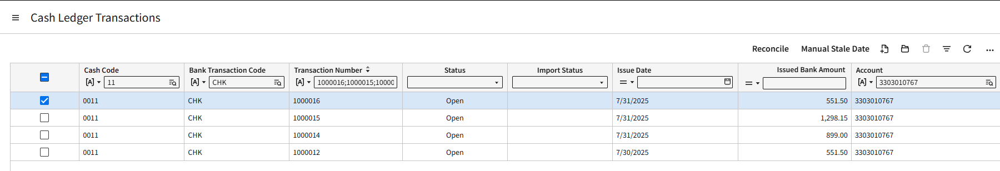 Cash Ledger Transactions
Reconcile Manual Stale Date
Cash Code Bank Transaction Code Transaction Number Status Import Status Issue Date Issued Bank Amount Account
[A] 11 [A] CHK [A] 1000016;1000015;10000 = = [A] 3303010767
0011 CHK 1000016 Open 7/31/2025 551.50 3303010767
0011 CHK 1000015 Open 7/31/2025 1,298.15 3303010767
0011 CHK 1000014 Open 7/31/2025 899.00 3303010767
0011 CHK 1000012 Open 7/30/2025 551.50 3303010767